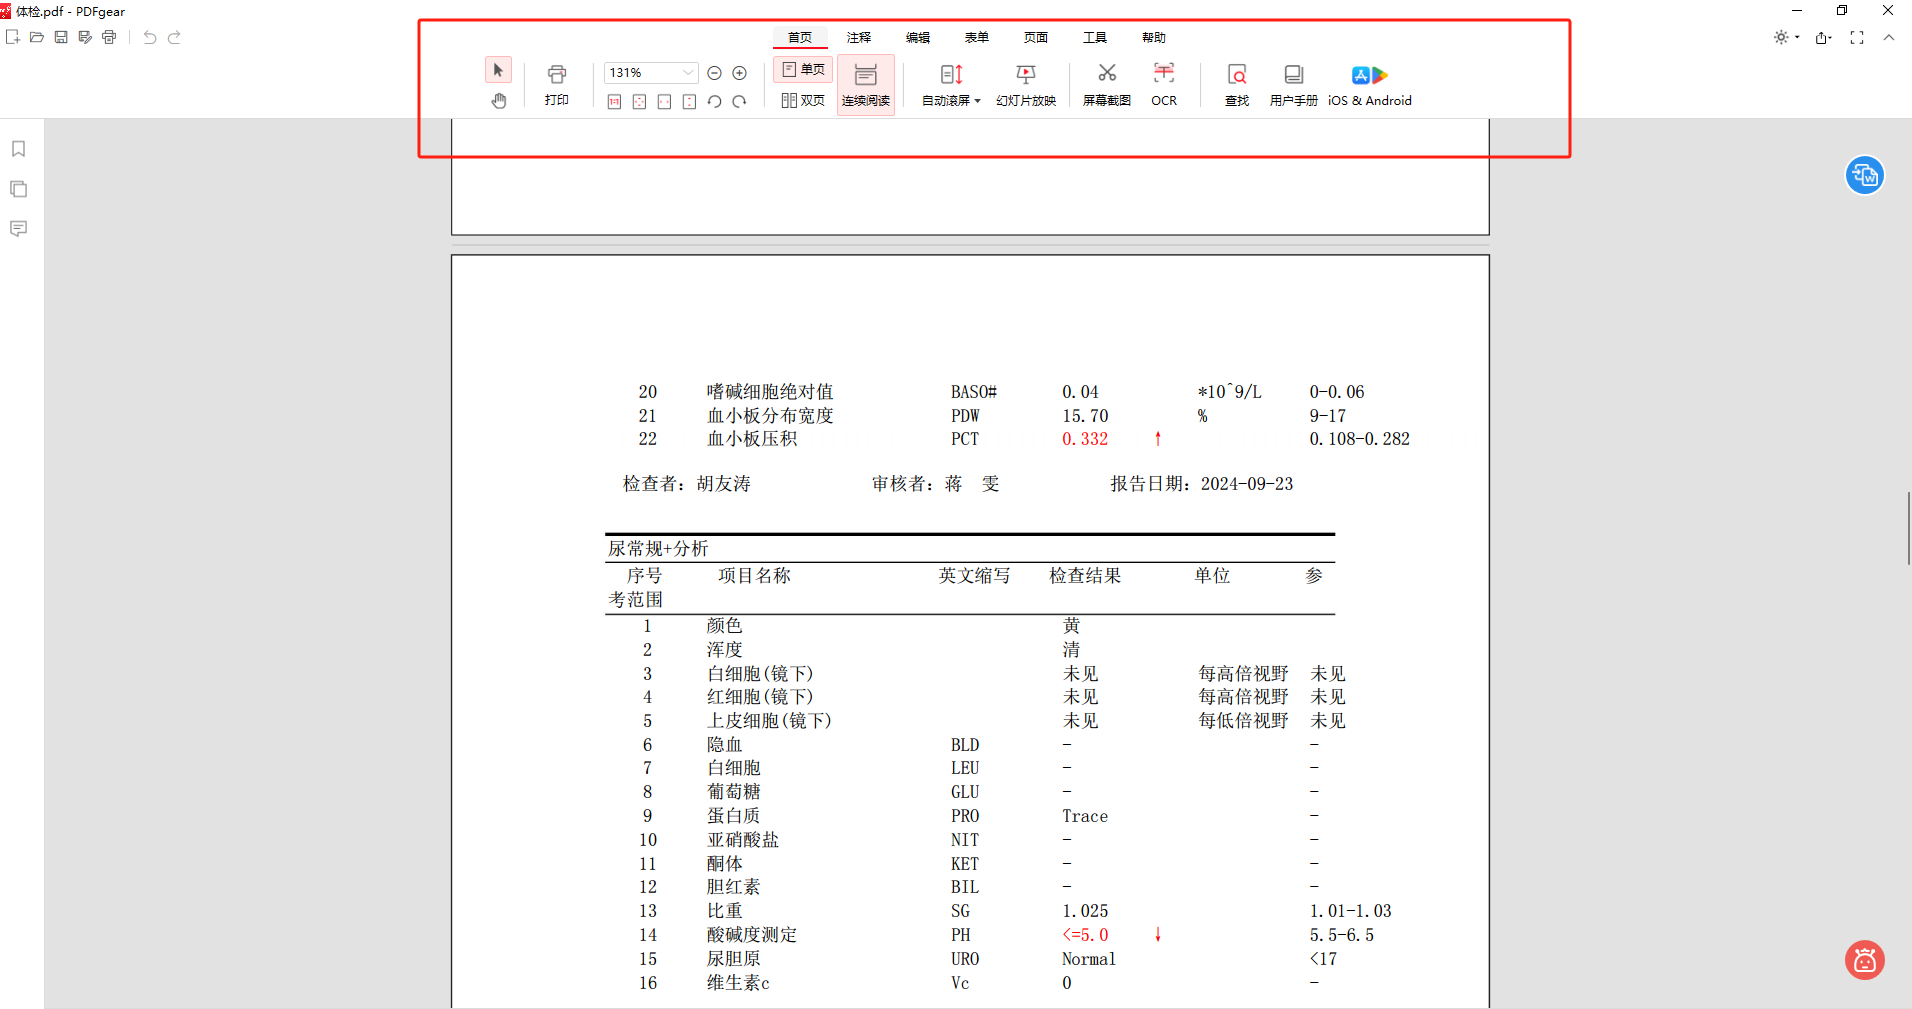 体检.pdf - PDFgear
首页 注释 编辑 表单 页面 工具 帮助
131% 单页
打印 双页 连续阅读 自动滚屏 幻灯片放映 屏幕截图 OCR 查找 用户手册 iOS & Android
20 嗜碱细胞绝对值 BASO# 0.04 *10^9/L 0-0.06
21 血小板分布宽度 PDW 15.70 % 9-17
22 血小板压积 PCT 0.332 ↑ 0.108-0.282
检查者：胡友涛 审核者：蒋 雯 报告日期：2024-09-23
尿常规+分析
序号 项目名称 英文缩写 检查结果 单位 参
考范围
1 颜色 黄
2 浑度 清
3 白细胞(镜下) 未见 每高倍视野 未见
4 红细胞(镜下) 未见 每高倍视野 未见
5 上皮细胞(镜下) 未见 每低倍视野 未见
6 隐血 BLD - -
7 白细胞 LEU - -
8 葡萄糖 GLU - -
9 蛋白质 PRO Trace -
10 亚硝酸盐 NIT - -
11 酮体 KET - -
12 胆红素 BIL - -
13 比重 SG 1.025 1.01-1.03
14 酸碱度测定 PH <=5.0 ↓ 5.5-6.5
15 尿胆原 URO Normal <17
16 维生素c Vc 0 -